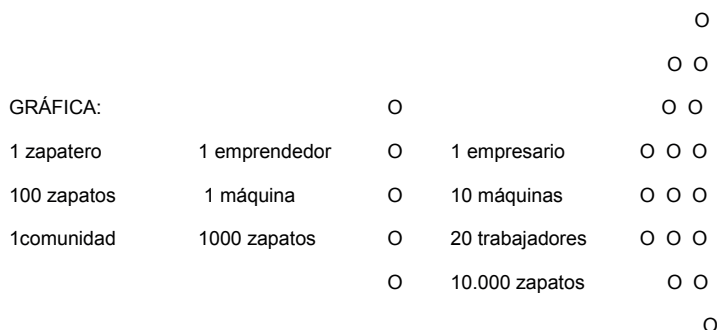 O
O O
GRÁFICA: O O O
1 zapatero 1 emprendedor O 1 empresario O O O
100 zapatos 1 máquina O 10 máquinas O O O
1comunidad 1000 zapatos O 20 trabajadores O O O
O 10.000 zapatos O O
O